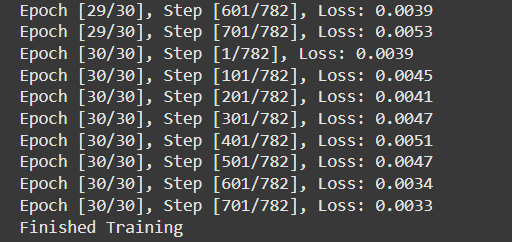 Epoch [29/30], Step [601/782], Loss: 0.0039
Epoch [29/30], Step [701/782], Loss: 0.0053
Epoch [30/30], Step [1/782], Loss: 0.0039
Epoch [30/30], Step [101/782], Loss: 0.0045
Epoch [30/30], Step [201/782], Loss: 0.0041
Epoch [30/30], Step [301/782], Loss: 0.0047
Epoch [30/30], Step [401/782], Loss: 0.0051
Epoch [30/30], Step [501/782], Loss: 0.0047
Epoch [30/30], Step [601/782], Loss: 0.0034
Epoch [30/30], Step [701/782], Loss: 0.0033
Finished Training